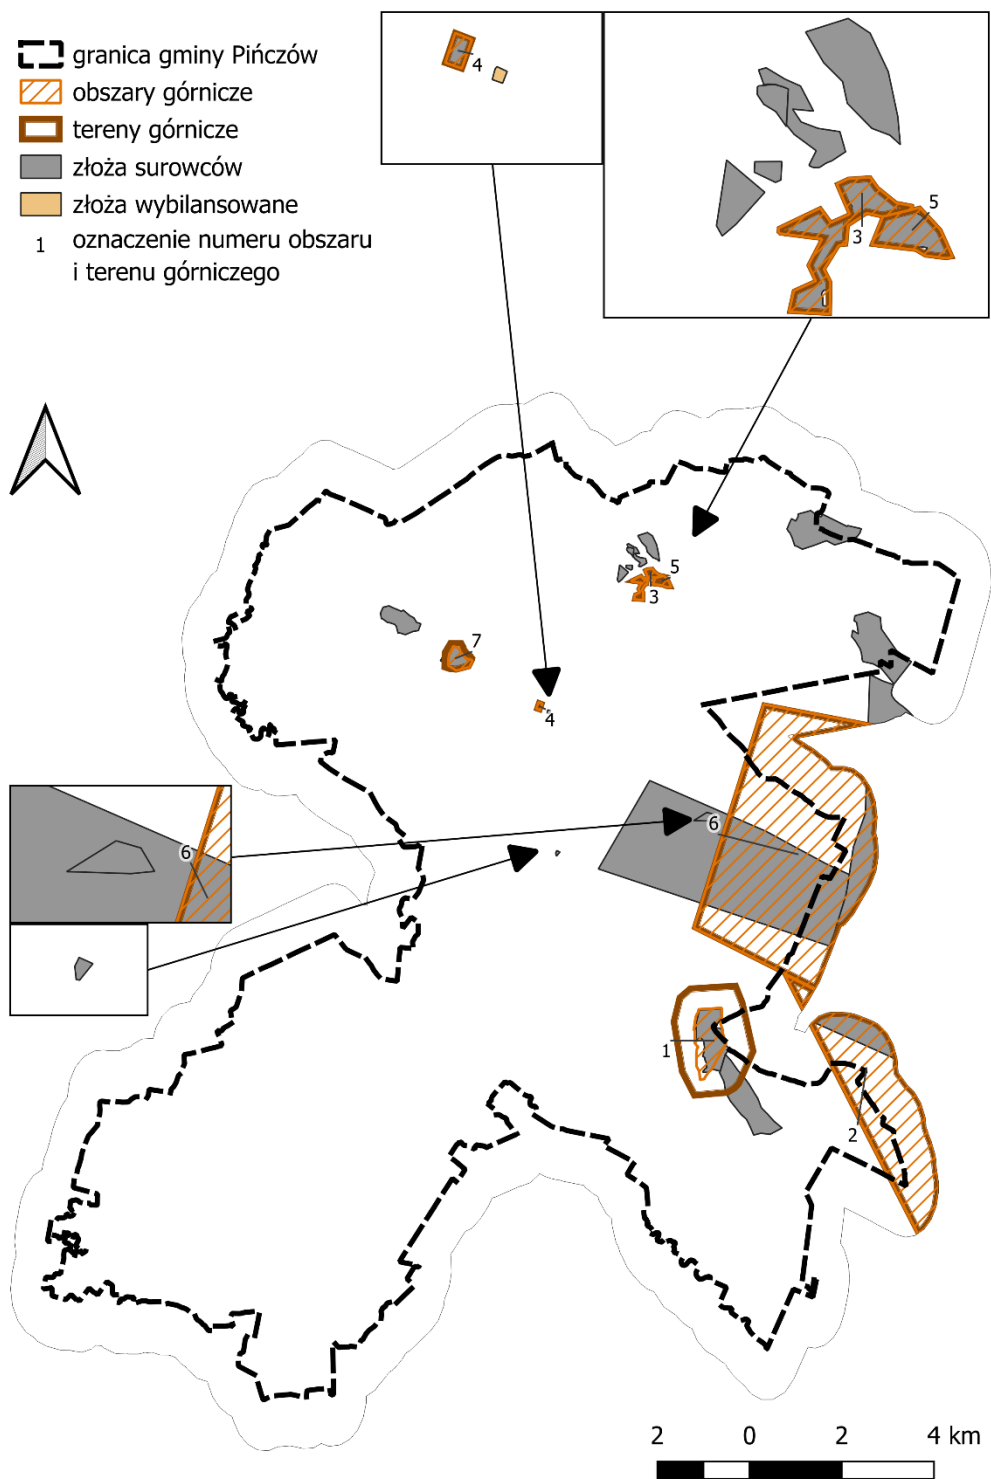 granica gminy Pińczów
obszary górnicze
tereny górnicze
złoża surowców
złoża wybilansowane
1 oznaczenie numeru obszaru
i terenu górniczego
4
5
3
1
5
3
7
4
6
6
1
2
2 0 2 4 km